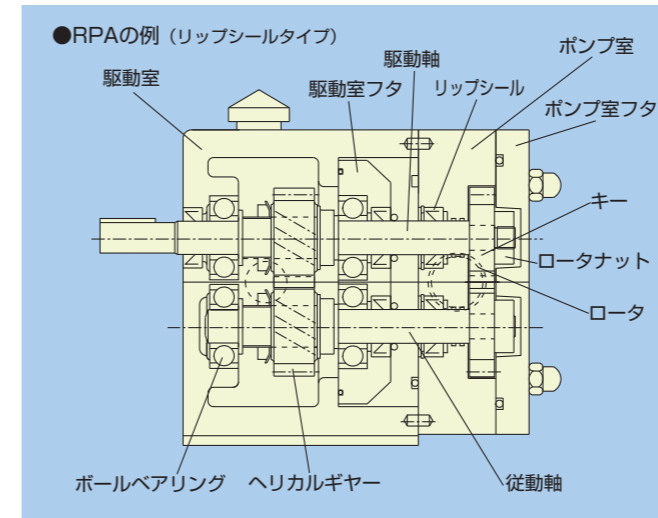 ●RPAの例（リップシールタイプ）
駆動室
駆動室フタ
駆動軸
リップシール
ポンプ室
ポンプ室フタ
キー
ロータナット
ロータ
ボールベアリング
ヘリカルギヤー
従動軸